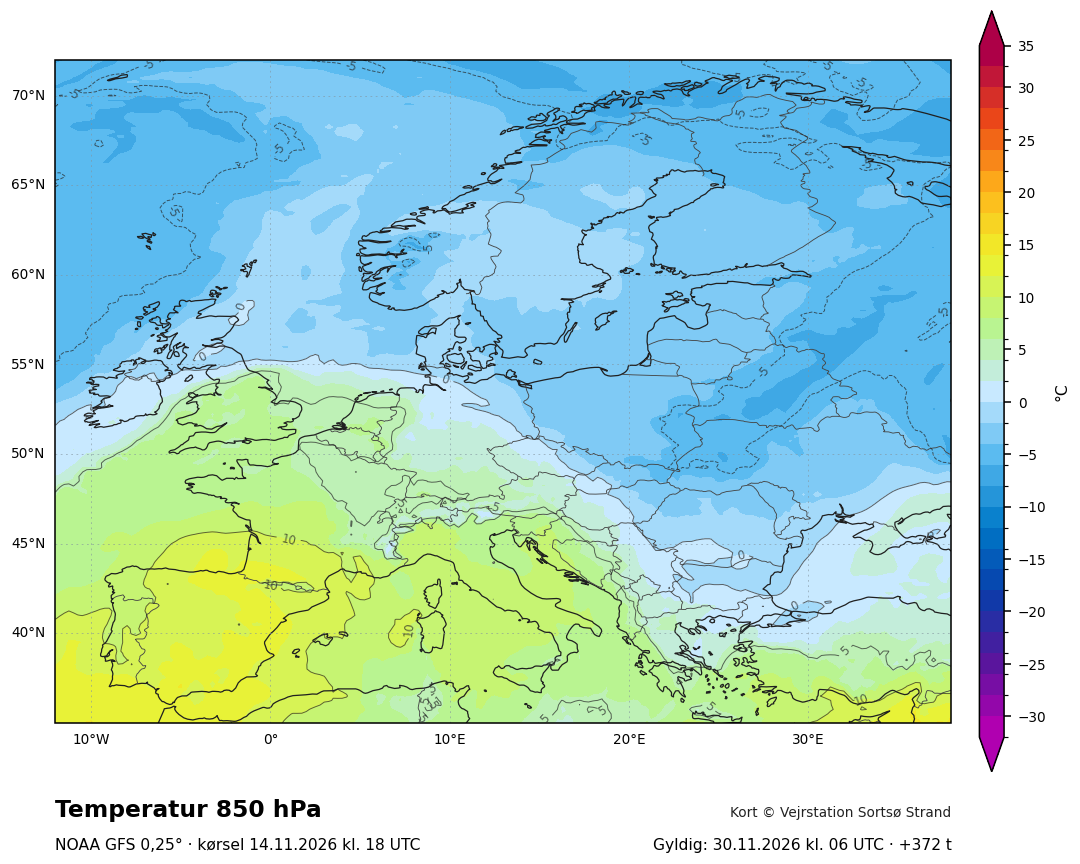 70°N
65°N
60°N
55°N
50°N
45°N
40°N
10°W
0°
10°E
20°E
30°E
35
30
25
20
15
10
5
0
−5
−10
−15
−20
−25
−30
°C
Temperatur 850 hPa
Kort © Vejrstation Sortsø Strand
NOAA GFS 0,25° · kørsel 14.11.2026 kl. 18 UTC
Gyldig: 30.11.2026 kl. 06 UTC · +372 t